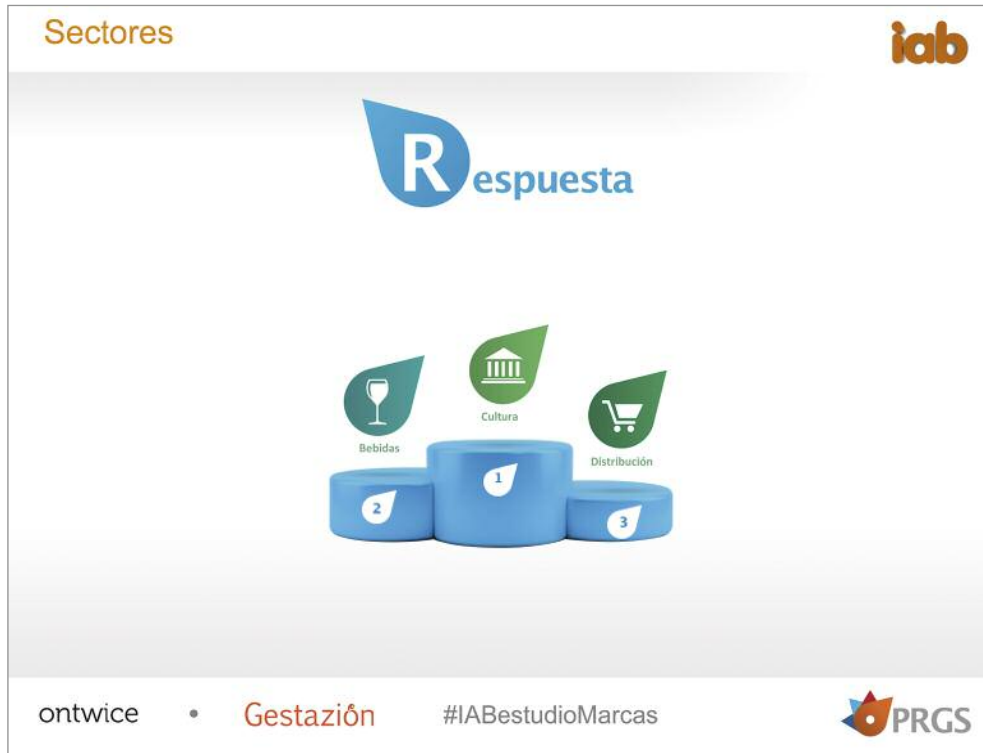 Sectores
iab
Respuesta
Cultura
Bebidas
Distribución
1
2
3
ontwice • Gestazión #IABestudioMarcas PRGS